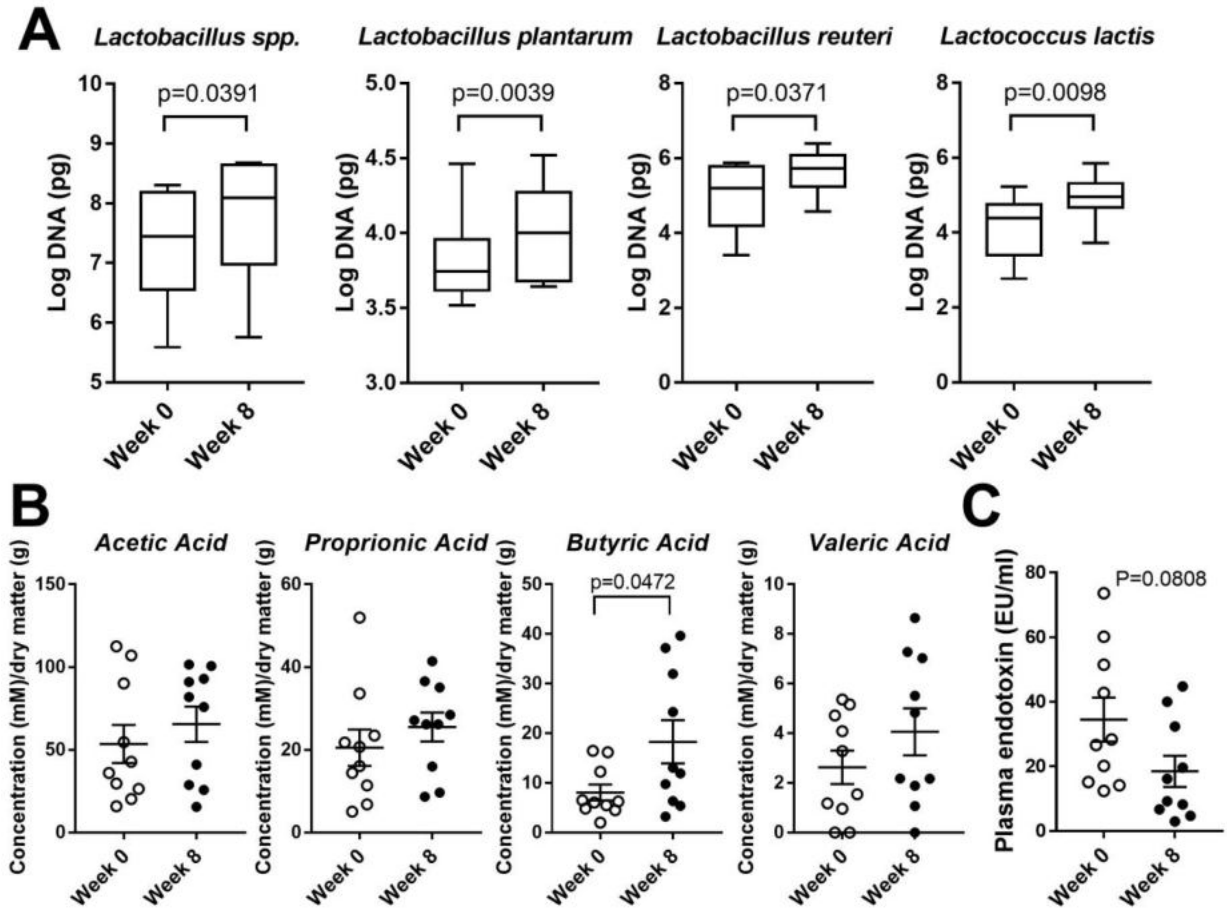 A
Lactobacillus spp.
Lactobacillus plantarum
Lactobacillus reuteri
Lactococcus lactis
Log DNA (pg)
10
9
8
7
6
5
p=0.0391
Week 0
Week 8
Log DNA (pg)
5.0
4.5
4.0
3.5
3.0
p=0.0039
Week 0
Week 8
Log DNA (pg)
8
6
4
2
0
p=0.0371
Week 0
Week 8
Log DNA (pg)
8
6
4
2
0
p=0.0098
Week 0
Week 8
B
Acetic Acid
Concentration (mM)/dry matter (g)
150
100
50
0
Week 0
Week 8
Proprionic Acid
Concentration (mM)/dry matter (g)
60
40
20
0
Week 0
Week 8
Butyric Acid
Concentration (mM)/dry matter (g)
50
40
30
20
10
0
p=0.0472
Week 0
Week 8
Valeric Acid
Concentration (mM)/dry matter (g)
10
8
6
4
2
0
Week 0
Week 8
C
Plasma endotoxin (EU/ml)
80
60
40
20
0
P=0.0808
Week 0
Week 8